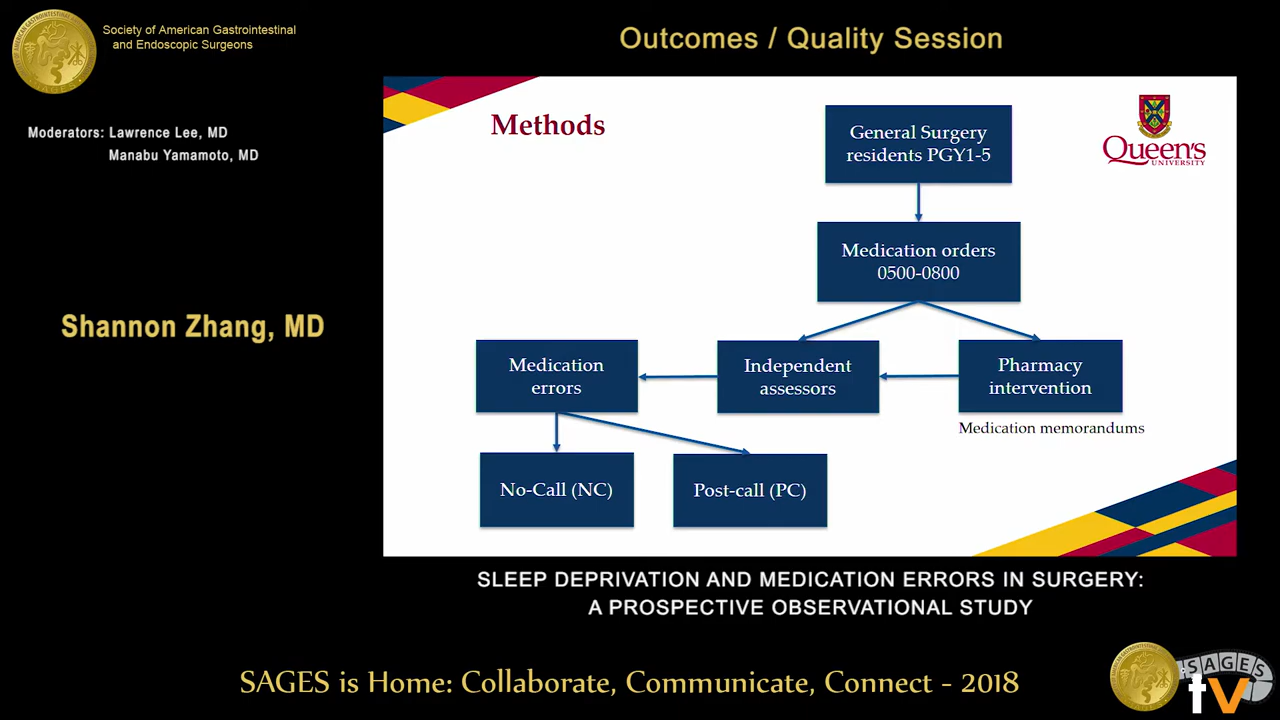 Society of American Gastrointestinal
and Endoscopic Surgeons
Outcomes / Quality Session
Moderators: Lawrence Lee, MD
Manabu Yamamoto, MD
Shannon Zhang, MD
Methods
Queen's
UNIVERSITY
General Surgery
residents PGY1-5
Medication orders
0500-0800
Medication
errors
Independent
assessors
Pharmacy
intervention
Medication memorandums
No-Call (NC)
Post-call (PC)
SLEEP DEPRIVATION AND MEDICATION ERRORS IN SURGERY:
A PROSPECTIVE OBSERVATIONAL STUDY
SAGES is Home: Collaborate, Communicate, Connect - 2018
SAGES
tv